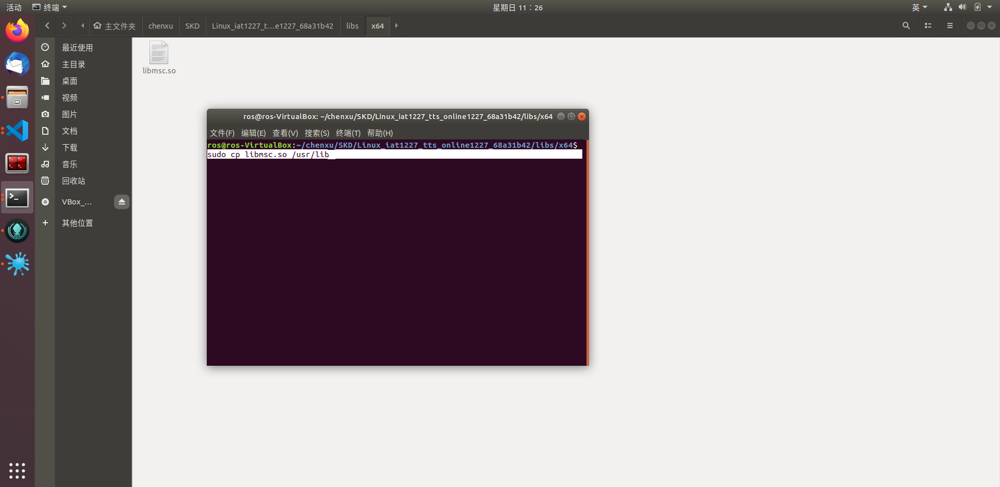 活动 终端 星期日 11：26 英
主文件夹 chenxu SKD Linux_iat1227_t...e1227_68a31b42 libs x64
最近使用
主目录
桌面
视频
图片
文档
下载
音乐
回收站
VBox_...
其他位置
libmsc.so
ros@ros-VirtualBox: ~/chenxu/SKD/Linux_iat1227_tts_online1227_68a31b42/libs/x64
文件(F) 编辑(E) 查看(V) 搜索(S) 终端(T) 帮助(H)
ros@ros-VirtualBox:~/chenxu/SKD/Linux_iat1227_tts_online1227_68a31b42/libs/x64$
sudo cp libmsc.so /usr/lib